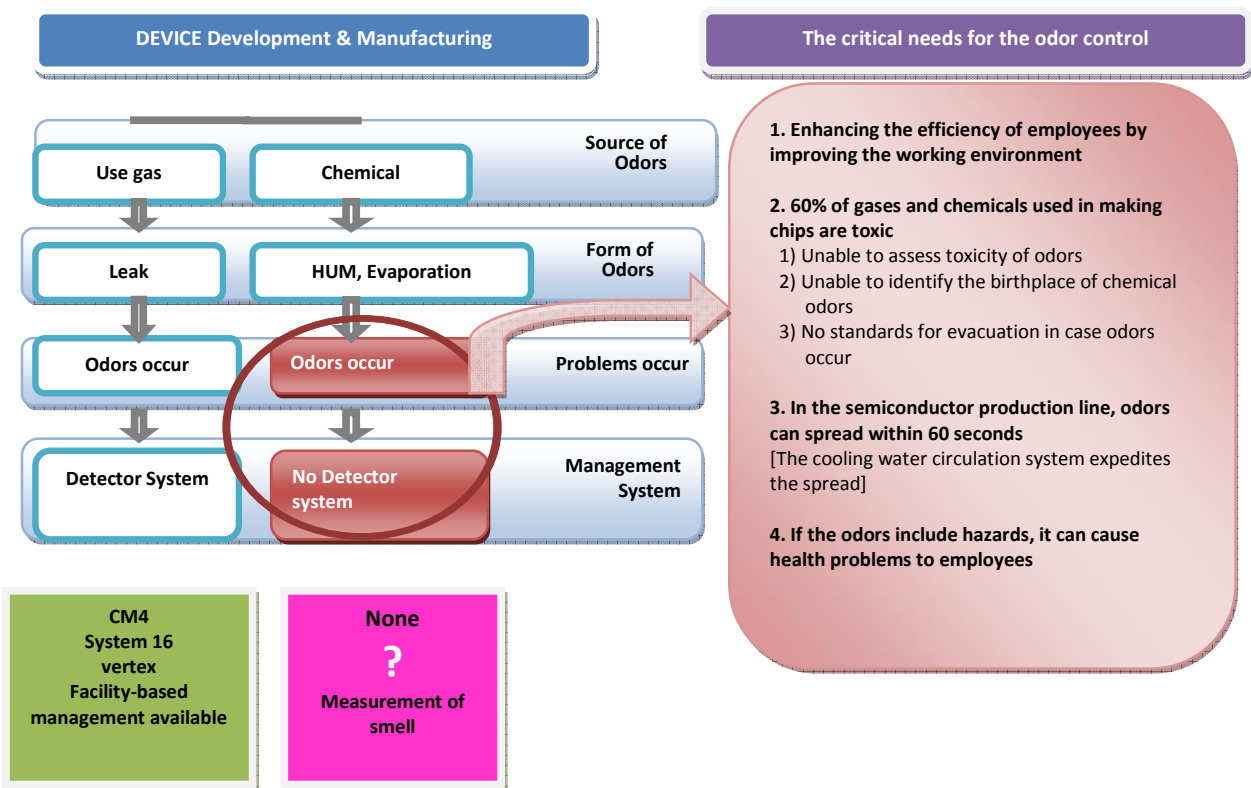 DEVICE Development & Manufacturing
The critical needs for the odor control
Source of
Odors
Use gas
Chemical
Form of
Odors
Leak
HUM, Evaporation
Problems occur
Odors occur
Odors occur
Management
System
Detector System
No Detector
system
CM4
System 16
vertex
Facility-based
management available
None
?
Measurement of
smell
1. Enhancing the efficiency of employees by
improving the working environment
2. 60% of gases and chemicals used in making
chips are toxic
1) Unable to assess toxicity of odors
2) Unable to identify the birthplace of chemical
odors
3) No standards for evacuation in case odors
occur
3. In the semiconductor production line, odors
can spread within 60 seconds
[The cooling water circulation system expedites
the spread]
4. If the odors include hazards, it can cause
health problems to employees